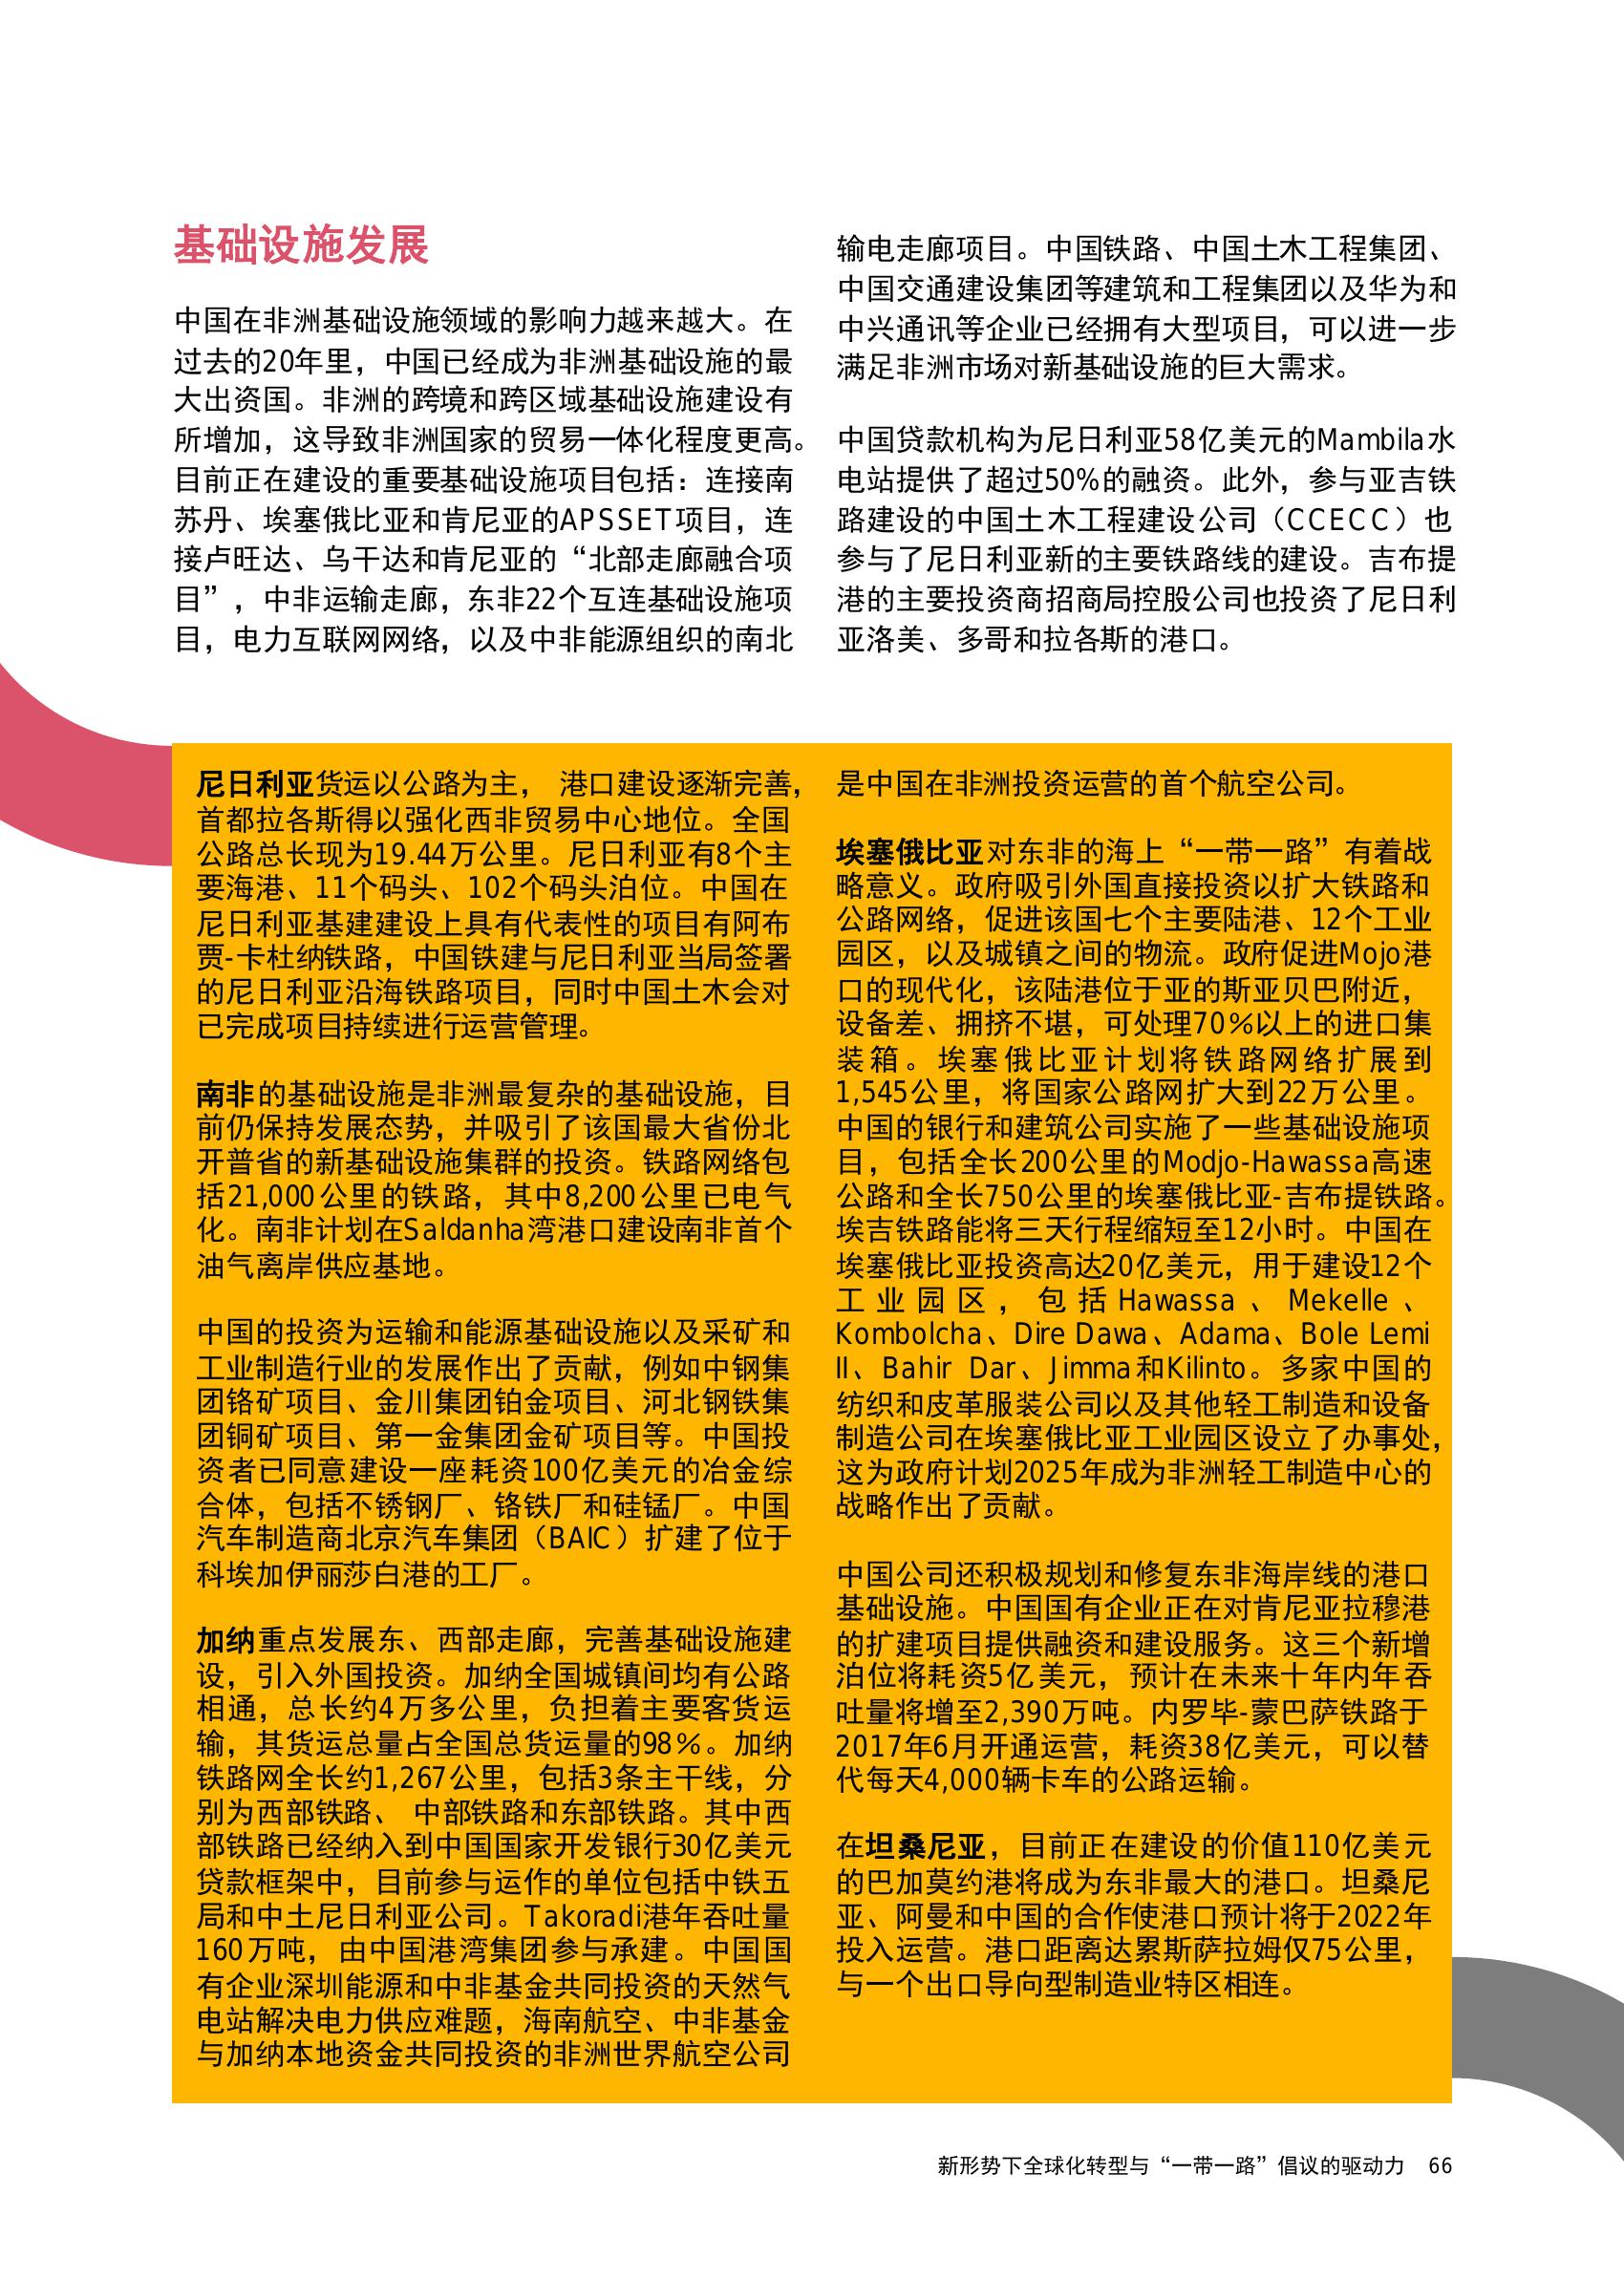 基础设施发展
中国在非洲基础设施领域的影响力越来越大。在
过去的20年里，中国已经成为非洲基础设施的最
大出资国。非洲的跨境和跨区域基础设施建设有
所增加，这导致非洲国家的贸易一体化程度更高。
目前正在建设的重要基础设施项目包括：连接南
苏丹、埃塞俄比亚和肯尼亚的APSSET项目，连
接卢旺达、乌干达和肯尼亚的“北部走廊融合项
目”，中非运输走廊，东非22个互连基础设施项
目，电力互联网网络，以及中非能源组织的南北
输电走廊项目。中国铁路、中国土木工程集团、
中国交通建设集团等建筑和工程集团以及华为和
中兴通讯等企业已经拥有大型项目，可以进一步
满足非洲市场对新基础设施的巨大需求。
中国贷款机构为尼日利亚58亿美元的Mambila水
电站提供了超过50%的融资。此外，参与亚吉铁
路建设的中国土木工程建设公司（CCECC）也
参与了尼日利亚新的主要铁路线的建设。吉布提
港的主要投资商招商局控股公司也投资了尼日利
亚洛美、多哥和拉各斯的港口。
尼日利亚货运以公路为主， 港口建设逐渐完善，
首都拉各斯得以强化西非贸易中心地位。全国
公路总长现为19.44万公里。尼日利亚有8个主
要海港、11个码头、102个码头泊位。中国在
尼日利亚基建建设上具有代表性的项目有阿布
贾-卡杜纳铁路，中国铁建与尼日利亚当局签署
的尼日利亚沿海铁路项目，同时中国土木会对
已完成项目持续进行运营管理。
南非的基础设施是非洲最复杂的基础设施，目
前仍保持发展态势，并吸引了该国最大省份北
开普省的新基础设施集群的投资。铁路网络包
括21,000公里的铁路，其中8,200公里已电气
化。南非计划在Saldanha湾港口建设南非首个
油气离岸供应基地。
中国的投资为运输和能源基础设施以及采矿和
工业制造行业的发展作出了贡献，例如中钢集
团铬矿项目、金川集团铂金项目、河北钢铁集
团铜矿项目、第一金集团金矿项目等。中国投
资者已同意建设一座耗资100亿美元的冶金综
合体，包括不锈钢厂、铬铁厂和硅锰厂。中国
汽车制造商北京汽车集团（BAIC）扩建了位于
科埃加伊丽莎白港的工厂。
加纳重点发展东、西部走廊，完善基础设施建
设，引入外国投资。加纳全国城镇间均有公路
相通，总长约4万多公里，负担着主要客货运
输，其货运总量占全国总货运量的98%。加纳
铁路网全长约1,267公里，包括3条主干线，分
别为西部铁路、 中部铁路和东部铁路。其中西
部铁路已经纳入到中国国家开发银行30亿美元
贷款框架中，目前参与运作的单位包括中铁五
局和中土尼日利亚公司。Takoradi港年吞吐量
160万吨，由中国港湾集团参与承建。中国国
有企业深圳能源和中非基金共同投资的天然气
电站解决电力供应难题，海南航空、中非基金
与加纳本地资金共同投资的非洲世界航空公司
是中国在非洲投资运营的首个航空公司。
埃塞俄比亚对东非的海上“一带一路”有着战
略意义。政府吸引外国直接投资以扩大铁路和
公路网络，促进该国七个主要陆港、12个工业
园区，以及城镇之间的物流。政府促进Mojo港
口的现代化，该陆港位于亚的斯亚贝巴附近，
设备差、拥挤不堪，可处理70%以上的进口集
装箱。埃塞俄比亚计划将铁路网络扩展到
1,545公里，将国家公路网扩大到22万公里。
中国的银行和建筑公司实施了一些基础设施项
目，包括全长200公里的Modjo-Hawassa高速
公路和全长750公里的埃塞俄比亚-吉布提铁路。
埃吉铁路能将三天行程缩短至12小时。中国在
埃塞俄比亚投资高达20亿美元，用于建设12个
工业园区，包括Hawassa、Mekelle、
Kombolcha、Dire Dawa、Adama、Bole Lemi
II、Bahir Dar、Jimma和Kilinto。多家中国的
纺织和皮革服装公司以及其他轻工制造和设备
制造公司在埃塞俄比亚工业园区设立了办事处，
这为政府计划2025年成为非洲轻工制造中心的
战略作出了贡献。
中国公司还积极规划和修复东非海岸线的港口
基础设施。中国国有企业正在对肯尼亚拉穆港
的扩建项目提供融资和建设服务。这三个新增
泊位将耗资5亿美元，预计在未来十年内年吞
吐量将增至2,390万吨。内罗毕-蒙巴萨铁路于
2017年6月开通运营，耗资38亿美元，可以替
代每天4,000辆卡车的公路运输。
在坦桑尼亚，目前正在建设的价值110亿美元
的巴加莫约港将成为东非最大的港口。坦桑尼
亚、阿曼和中国的合作使港口预计将于2022年
投入运营。港口距离达累斯萨拉姆仅75公里，
与一个出口导向型制造业特区相连。
新形势下全球化转型与“一带一路”倡议的驱动力 66